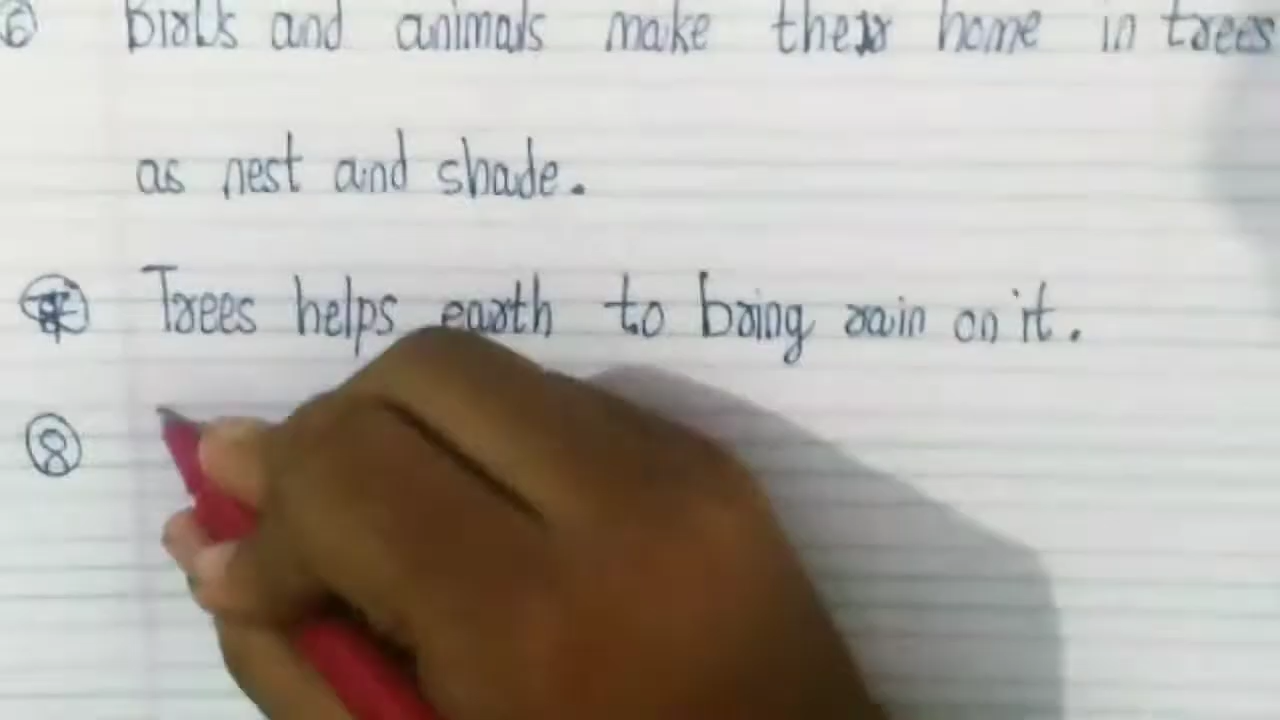 6 Birds and animals make their home in trees
as nest and shade.
Trees helps earth to bring rain on it.
8